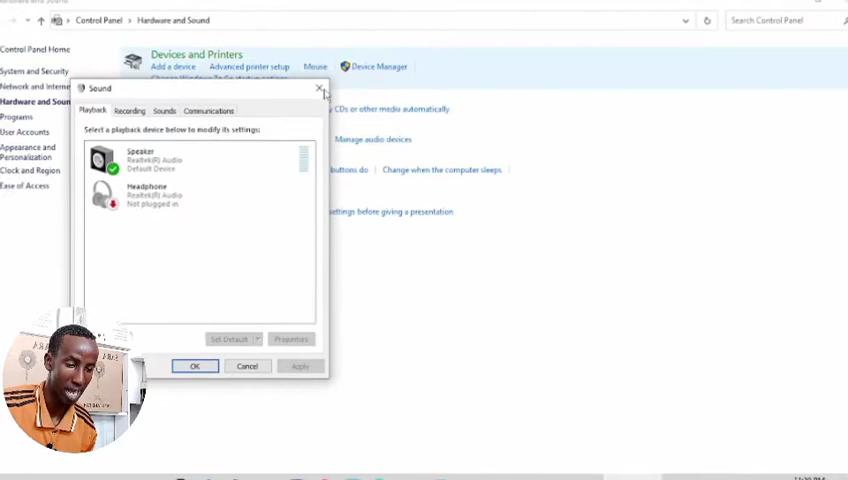 Control Panel › Hardware and Sound
Search Control Panel
Control Panel Home
System and Security
Network and Interne
Hardware and Soun
Programs
User Accounts
Appearance and
Personalization
Clock and Region
Ease of Access
Devices and Printers
Add a device Advanced printer setup Mouse Device Manager
CDs or other media automatically
Manage audio devices
buttons do Change when the computer sleeps
settings before giving a presentation
Sound
Playback Recording Sounds Communications
Select a playback device below to modify its settings:
Speaker
Realtek(R) Audio
Default Device
Headphone
Realtek(R) Audio
Not plugged in
Set Default Properties
OK Cancel Apply